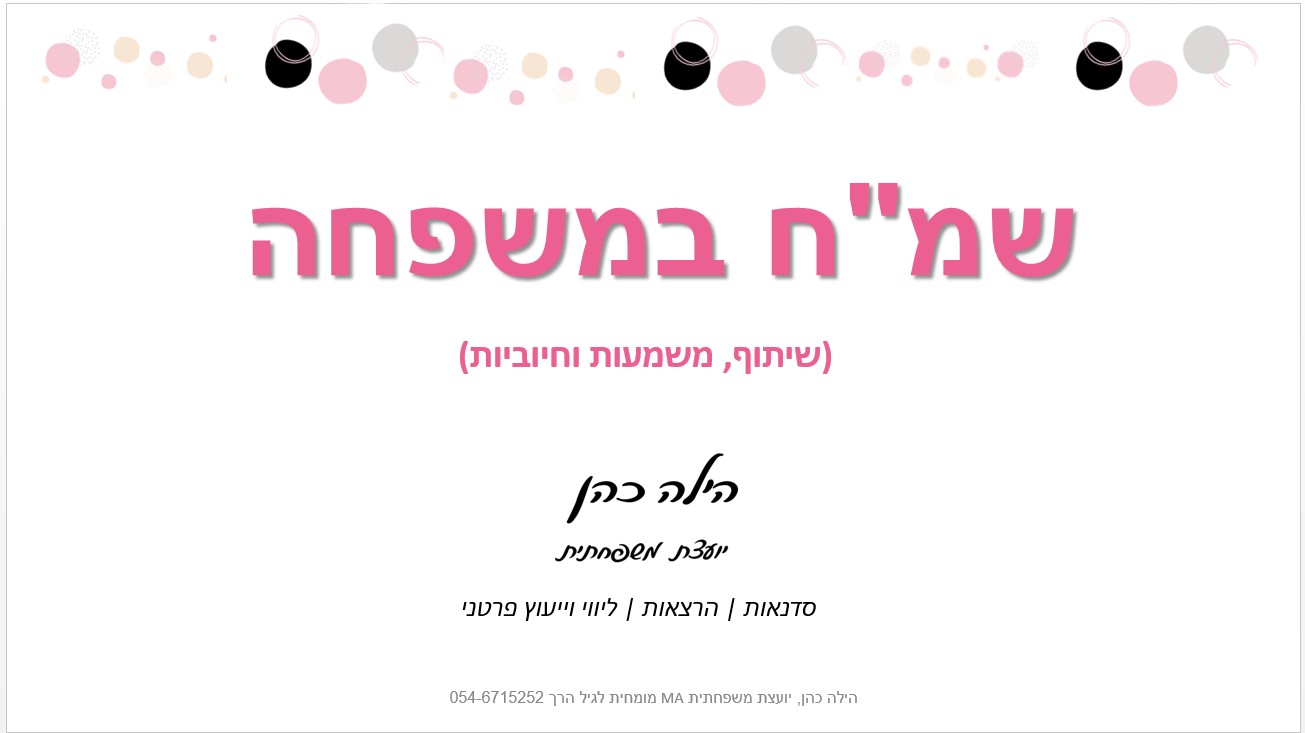 שמ"ח במשפחה
(שיתוף, משמעות וחיוביות)
הילה כהן
יועצת משפחתית
סדנאות | הרצאות | ליווי וייעוץ פרטני
הילה כהן, יועצת משפחתית MA מומחית לגיל הרך 054-6715252